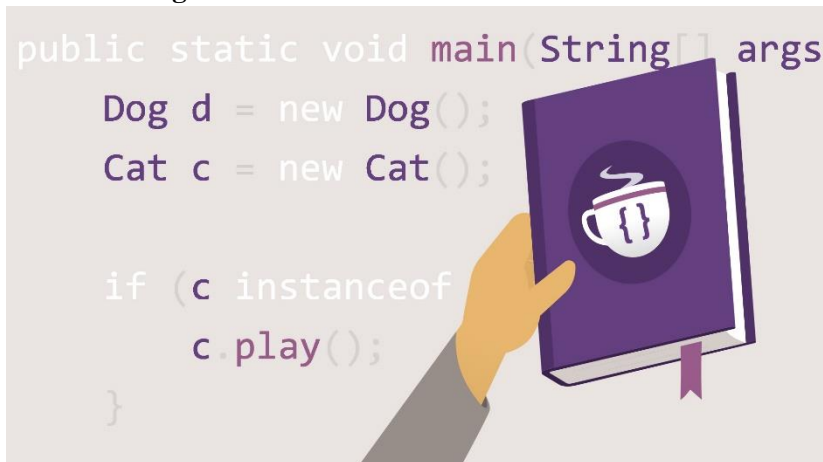 public static void main(String[] args
Dog d = new Dog();
Cat c = new Cat();
if (c instanceof
c.play();
}
{}